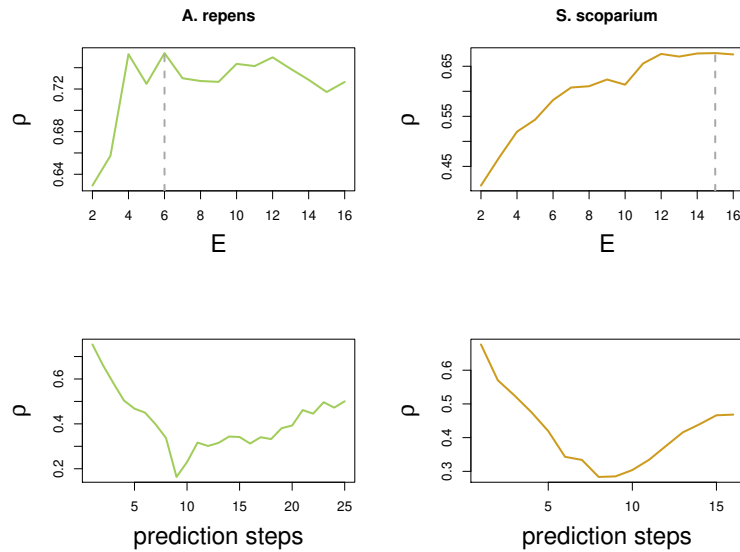 A. repens
S. scoparium
ρ
0.64 0.68 0.72
2 4 6 8 10 12 14 16
E
ρ
0.45 0.55 0.65
2 4 6 8 10 12 14 16
E
ρ
0.2 0.4 0.6
5 10 15 20 25
prediction steps
ρ
0.3 0.4 0.5 0.6
5 10 15
prediction steps